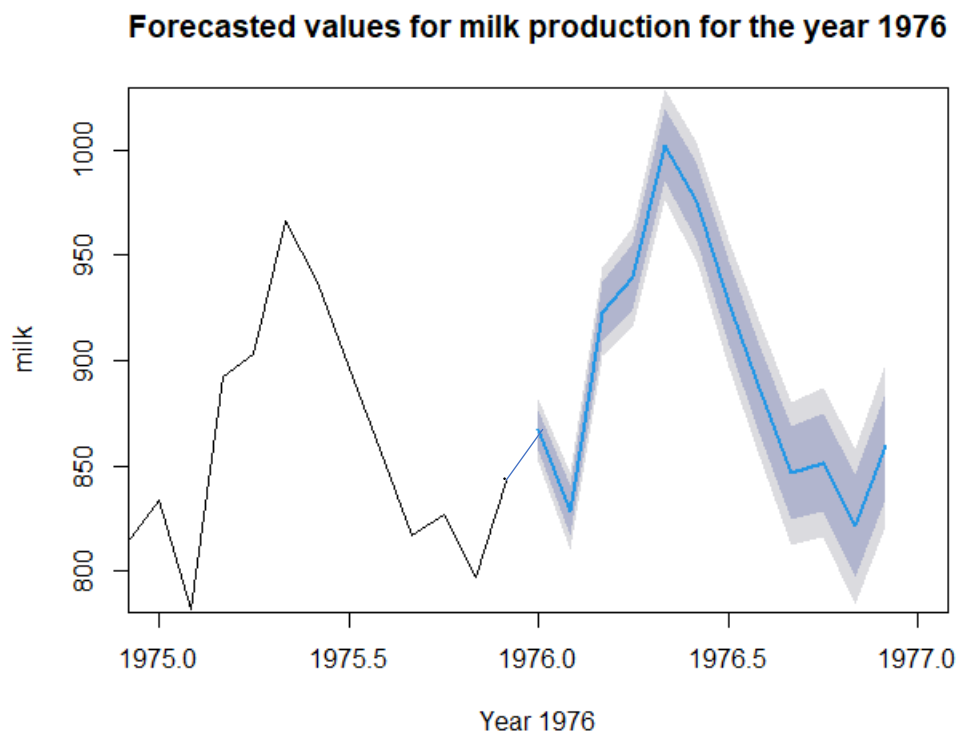 Forecasted values for milk production for the year 1976
milk
1000
950
900
850
800
1975.0 1975.5 1976.0 1976.5 1977.0
Year 1976